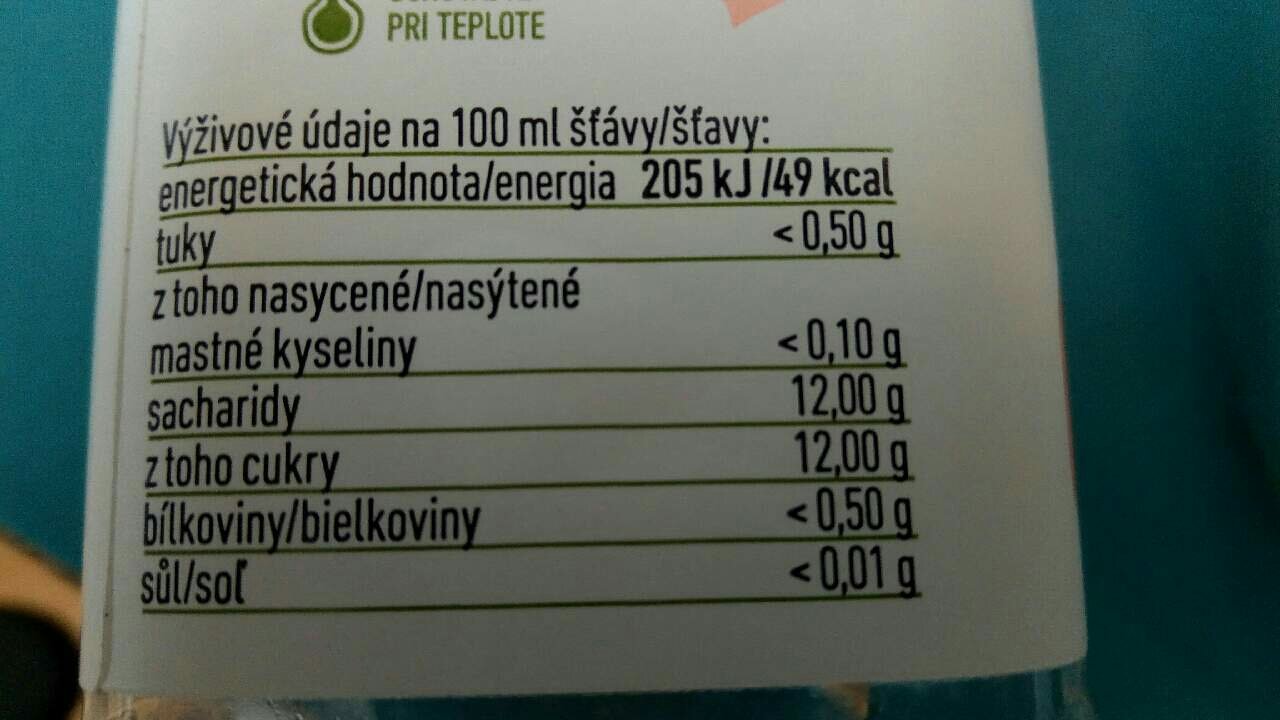 PRI TEPLOTE
Výživové údaje na 100 ml šťávy/šťavy:
energetická hodnota/energia 205 kJ /49 kcal
tuky < 0,50 g
z toho nasycené/nasýtené
mastné kyseliny < 0,10 g
sacharidy 12,00 g
z toho cukry 12,00 g
bílkoviny/bielkoviny < 0,50 g
sůl/soľ < 0,01 g